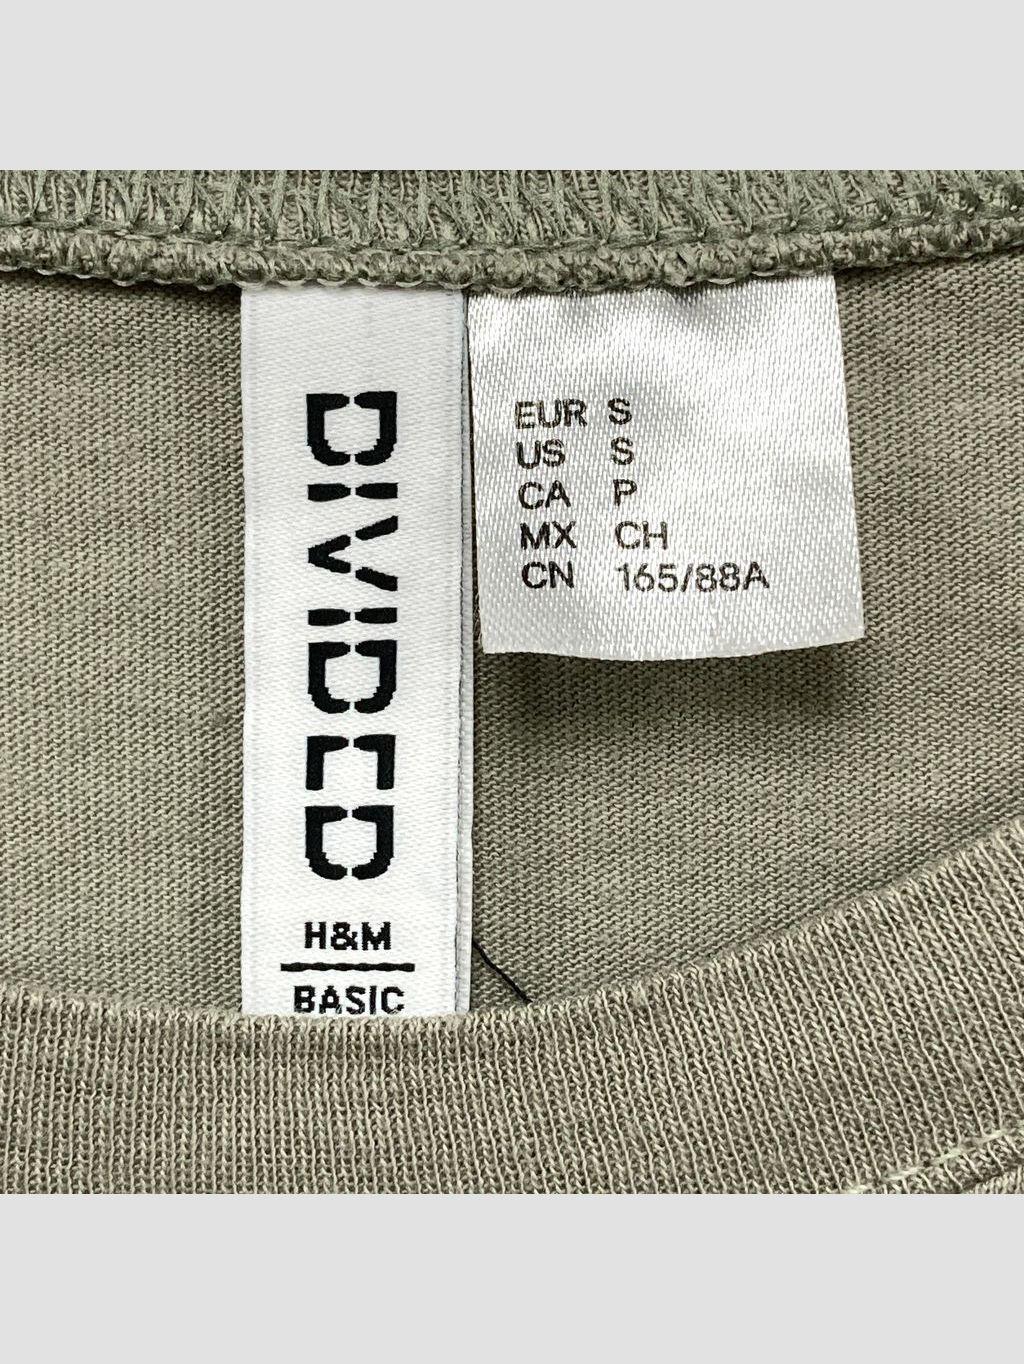 DIVIDED
H&M
BASIC
EUR S
US S
CA P
MX CH
CN 165/88A